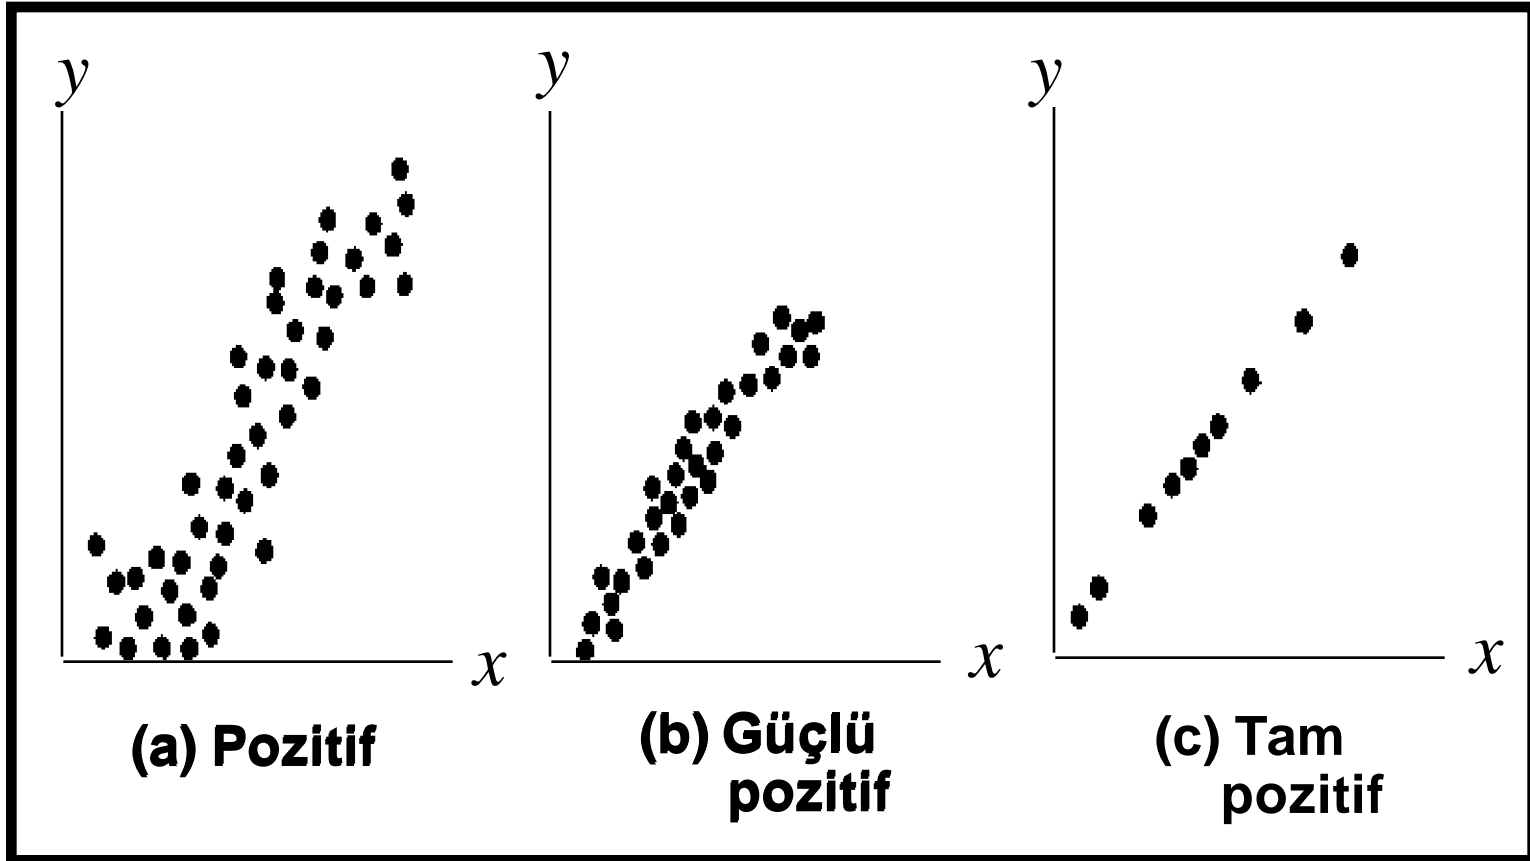 y
y
y
x
x
x
(a) Pozitif
(b) Güçlü
pozitif
(c) Tam
pozitif